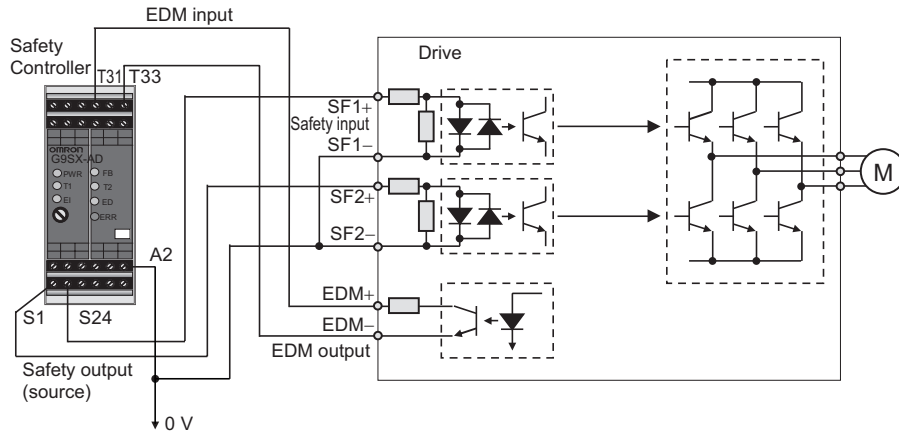 EDM input
Safety
Controller
T31 T33
Drive
OMRON
G9SX-AD
PWR
FB
T1
T2
EI
ED
ERR
SF1+
Safety input
SF1−
SF2+
SF2−
A2
EDM+
EDM−
EDM output
S1
S24
Safety output
(source)
0 V
M